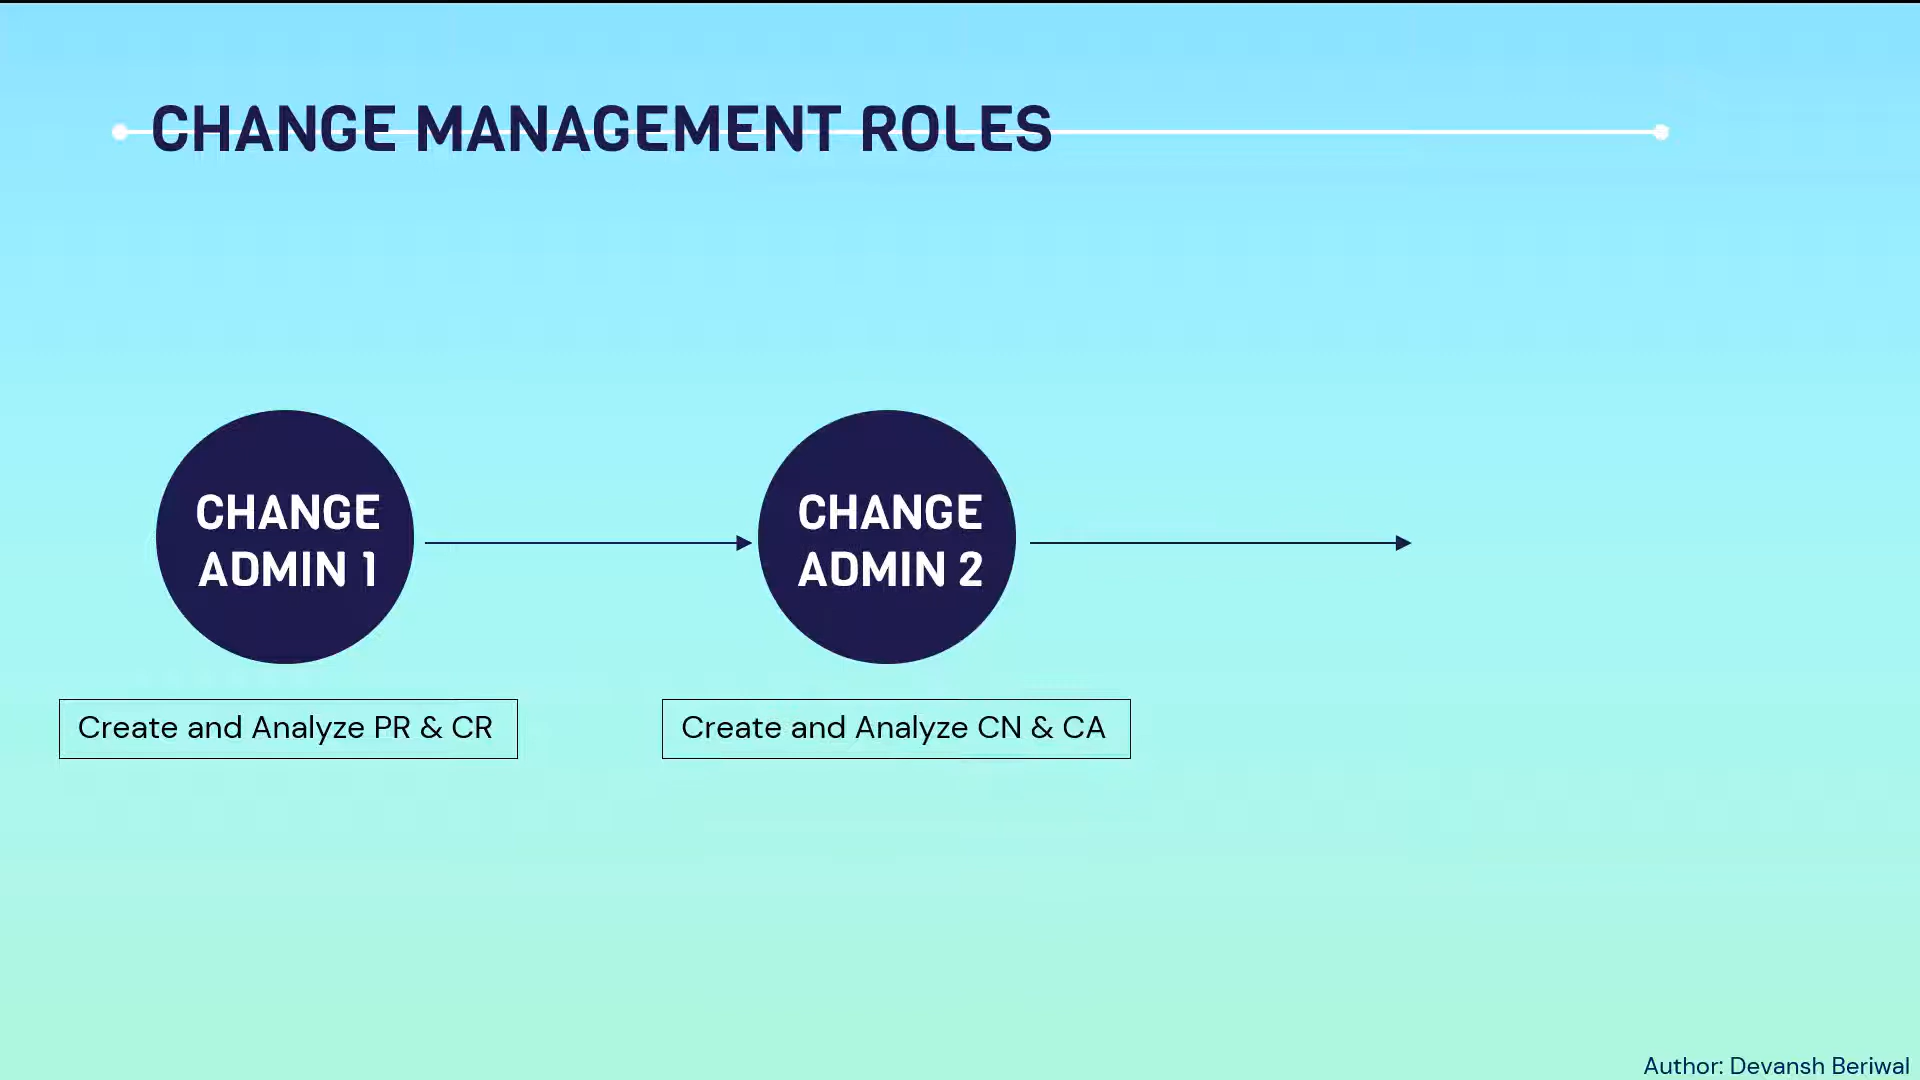 CHANGE MANAGEMENT ROLES
CHANGE
ADMIN 1
CHANGE
ADMIN 2
Create and Analyze PR & CR
Create and Analyze CN & CA
Author: Devansh Beriwal